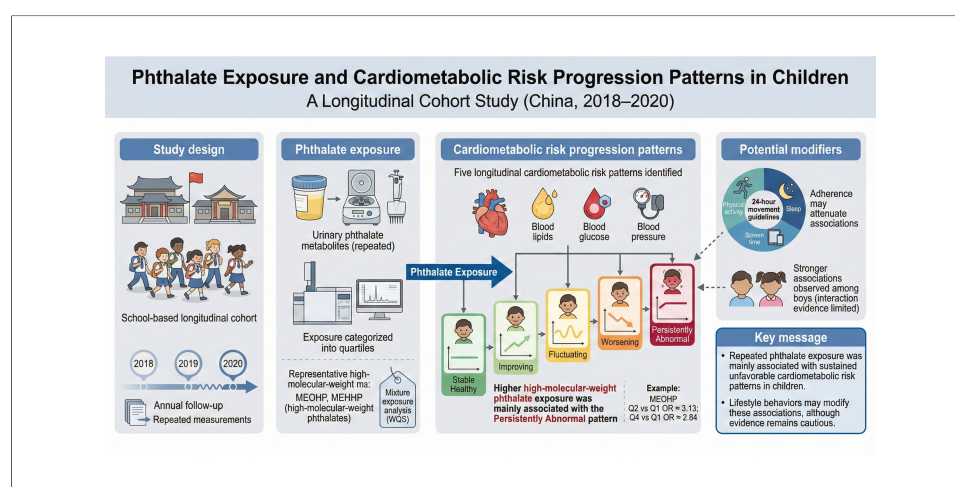 Phthalate Exposure and Cardiometabolic Risk Progression Patterns in Children
A Longitudinal Cohort Study (China, 2018–2020)
Study design
School-based longitudinal cohort
2018
2019
2020
Annual follow-up
Repeated measurements
Phthalate exposure
Urinary phthalate
metabolites (repeated)
Exposure categorized
into quartiles
Representative high-
molecular-weight ma:
MEOHP, MEHHP
(high-molecular-weight
phthalates)
Mixture
exposure
analysis
(WQS)
Cardiometabolic risk progression patterns
Five longitudinal cardiometabolic risk patterns identified
Blood
lipids
Blood
glucose
Blood
pressure
Phthalate Exposure
Stable
Healthy
Improving
Fluctuating
Worsening
Persistently
Abnormal
Higher high-molecular-weight
phthalate exposure was
mainly associated with the
Persistently Abnormal pattern
Example:
MEOHP
Q2 vs Q1 OR ≈ 3.13;
Q4 vs Q1 OR ≈ 2.84
Potential modifiers
Physical
activity
24-hour
movement
guidelines
Sleep
Screen
time
Adherence
may
attenuate
associations
Stronger
associations
observed among
boys (interaction
evidence limited)
Key message
• Repeated phthalate exposure was
mainly associated with sustained
unfavorable cardiometabolic risk
patterns in children.
• Lifestyle behaviors may modify
these associations, although
evidence remains cautious.